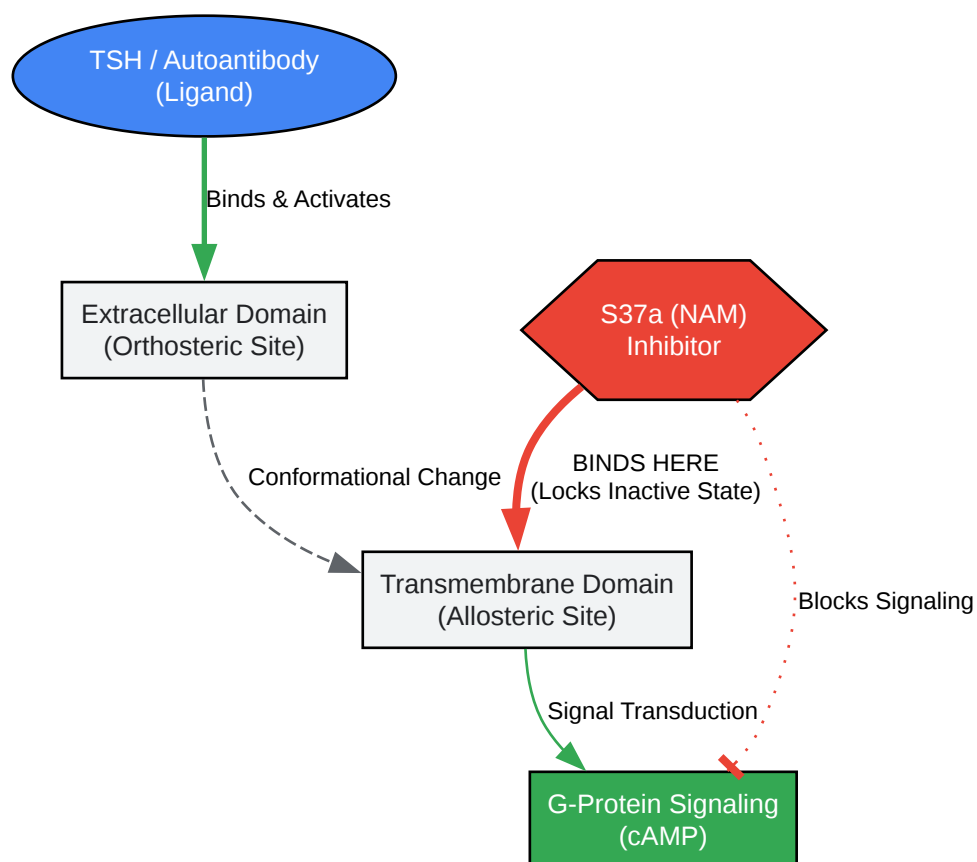 TSH / Autoantibody
(Ligand)
Binds & Activates
Extracellular Domain
(Orthosteric Site)
S37a (NAM)
Inhibitor
Conformational Change
BINDS HERE
(Locks Inactive State)
Transmembrane Domain
(Allosteric Site)
Blocks Signaling
Signal Transduction
G-Protein Signaling
(cAMP)